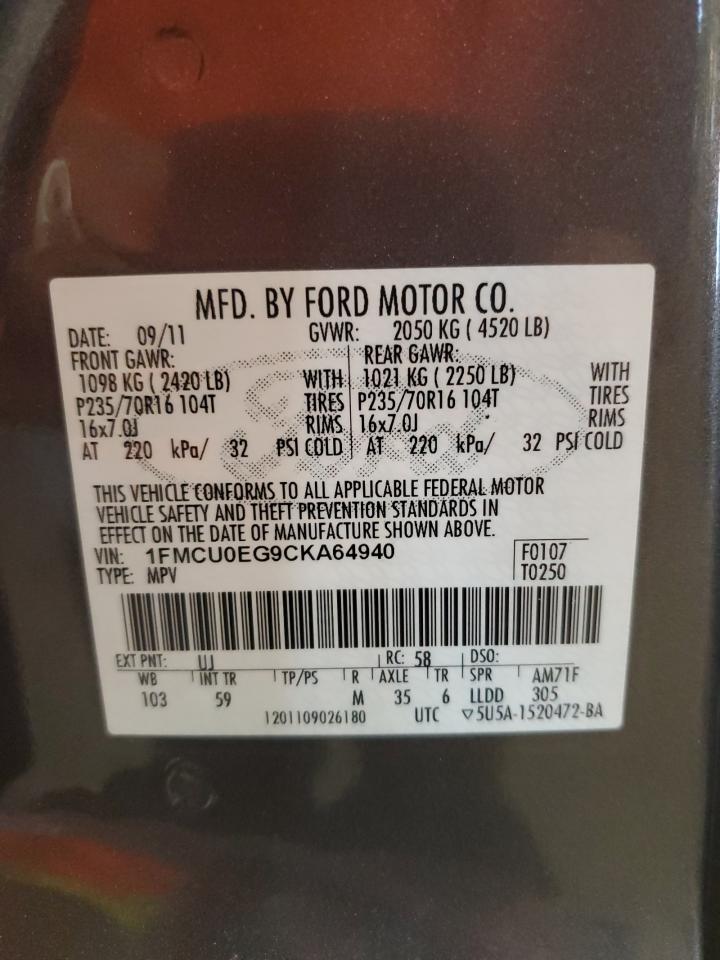 MFD. BY FORD MOTOR CO.
DATE: 09/11 GVWR: 2050 KG ( 4520 LB)
FRONT GAWR: REAR GAWR:
1098 KG ( 2420 LB) WITH 1021 KG ( 2250 LB) WITH
P235/70R16 104T TIRES P235/70R16 104T TIRES
16x7.0J RIMS 16x7.0J RIMS
AT 220 kPa/ 32 PSI COLD AT 220 kPa/ 32 PSI COLD
THIS VEHICLE CONFORMS TO ALL APPLICABLE FEDERAL MOTOR
VEHICLE SAFETY AND THEFT PREVENTION STANDARDS IN
EFFECT ON THE DATE OF MANUFACTURE SHOWN ABOVE.
VIN: 1FMCU0EG9CKA64940 F0107
TYPE: MPV T0250
EXT PNT: UJ RC: 58 DSO:
WB INT TR TP/PS R AXLE TR SPR AM71F
103 59 M 35 6 LLDD 305
1201109026180 UTC ▽5U5A-1520472-BA
Ford